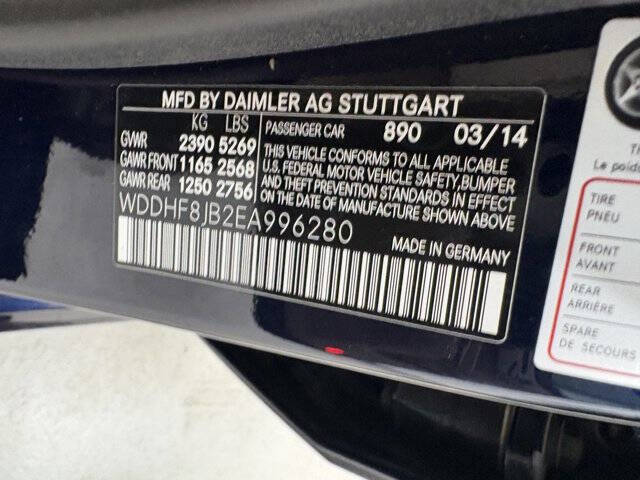 MFD BY DAIMLER AG STUTTGART
KG LBS
GVWR 2390 5269
GAWR FRONT 1165 2568
GAWR REAR 1250 2756
PASSENGER CAR 890 03/14
THIS VEHICLE CONFORMS TO ALL APPLICABLE
U.S. FEDERAL MOTOR VEHICLE SAFETY, BUMPER
AND THEFT PREVENTION STANDARDS IN EFFECT
ON THE DATE OF MANUFACTURE SHOWN ABOVE.
WDDHF8JB2EA996280
MADE IN GERMANY
Le poids
TIRE
PNEU
FRONT
AVANT
REAR
ARRIÈRE
SPARE
DE SECOURS